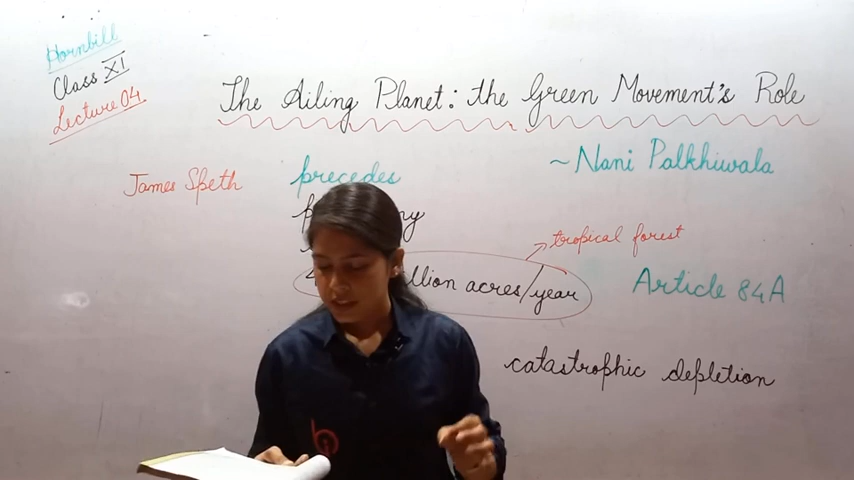 Hornbill
Class XI
Lecture 04
The Ailing Planet: the Green Movement's Role
~Nani Palkhiwala
James Speth
precedes
tropical forest
acres/year
Article 84A
catastrophic depletion